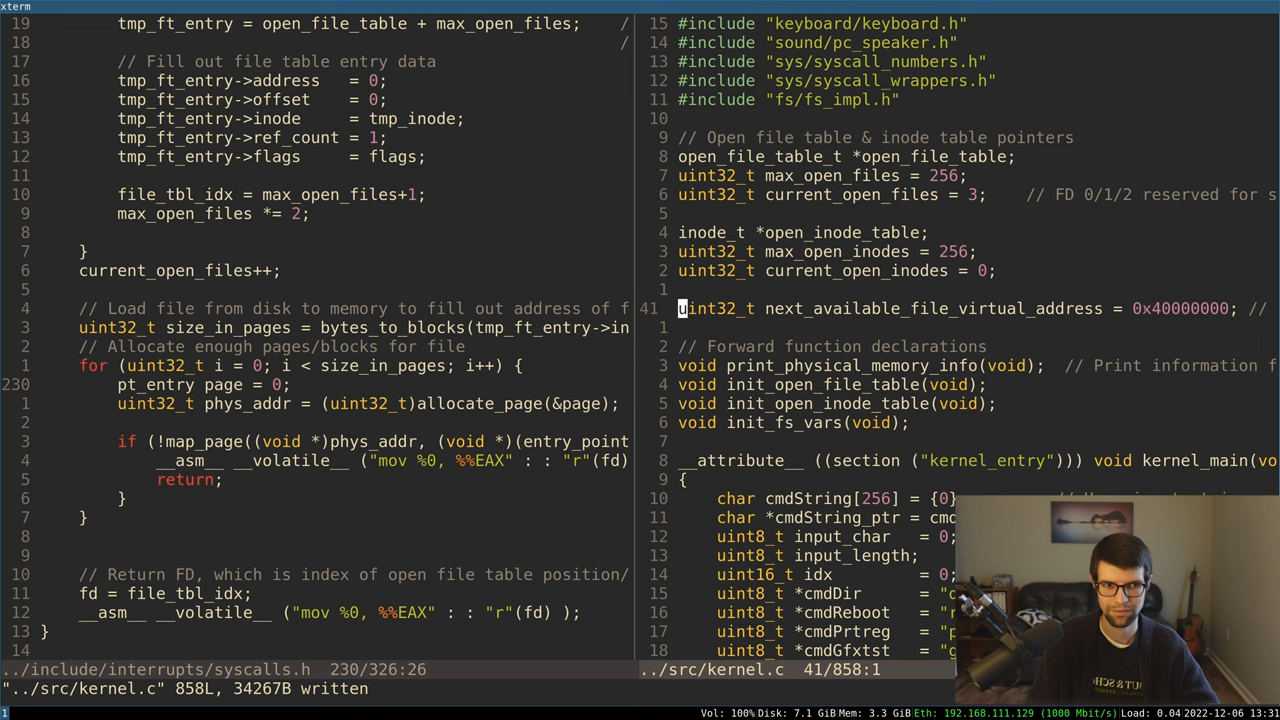 xterm
19 tmp_ft_entry = open_file_table + max_open_files; /
18 /
17 // Fill out file table entry data
16 tmp_ft_entry->address = 0;
15 tmp_ft_entry->offset = 0;
14 tmp_ft_entry->inode = tmp_inode;
13 tmp_ft_entry->ref_count = 1;
12 tmp_ft_entry->flags = flags;
11
10 file_tbl_idx = max_open_files+1;
9 max_open_files *= 2;
8
7 }
6 current_open_files++;
5
4 // Load file from disk to memory to fill out address of f
3 uint32_t size_in_pages = bytes_to_blocks(tmp_ft_entry->in
2 // Allocate enough pages/blocks for file
1 for (uint32_t i = 0; i < size_in_pages; i++) {
230 pt_entry page = 0;
1 uint32_t phys_addr = (uint32_t)allocate_page(&page);
2
3 if (!map_page((void *)phys_addr, (void *)(entry_point
4 __asm__ __volatile__ ("mov %0, %%EAX" : : "r"(fd)
5 return;
6 }
7 }
8
9
10 // Return FD, which is index of open file table position/
11 fd = file_tbl_idx;
12 __asm__ __volatile__ ("mov %0, %%EAX" : : "r"(fd) );
13 }
14
../include/interrupts/syscalls.h 230/326:26
"../src/kernel.c" 858L, 34267B written
15 #include "keyboard/keyboard.h"
14 #include "sound/pc_speaker.h"
13 #include "sys/syscall_numbers.h"
12 #include "sys/syscall_wrappers.h"
11 #include "fs/fs_impl.h"
10
9 // Open file table & inode table pointers
8 open_file_table_t *open_file_table;
7 uint32_t max_open_files = 256;
6 uint32_t current_open_files = 3; // FD 0/1/2 reserved for s
5
4 inode_t *open_inode_table;
3 uint32_t max_open_inodes = 256;
2 uint32_t current_open_inodes = 0;
1
41 uint32_t next_available_file_virtual_address = 0x40000000; //
1
2 // Forward function declarations
3 void print_physical_memory_info(void); // Print information f
4 void init_open_file_table(void);
5 void init_open_inode_table(void);
6 void init_fs_vars(void);
7
8 __attribute__ ((section ("kernel_entry"))) void kernel_main(vo
9 {
10 char cmdString[256] = {0}
11 char *cmdString_ptr = cmd
12 uint8_t input_char = 0;
13 uint8_t input_length;
14 uint16_t idx = 0;
15 uint8_t *cmdDir = "d
16 uint8_t *cmdReboot = "r
17 uint8_t *cmdPrtreg = "p
18 uint8_t *cmdGfxtst = "g
../src/kernel.c 41/858:1
1 Vol: 100% Disk: 7.1 GiB Mem: 3.3 GiB Eth: 192.168.111.129 (1000 Mbit/s) Load: 0.04 2022-12-06 13:31